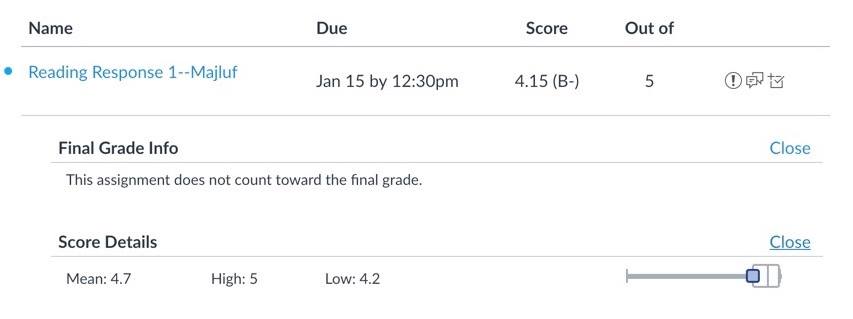 Name Due Score Out of
Reading Response 1--Majluf Jan 15 by 12:30pm 4.15 (B-) 5
Final Grade Info Close
This assignment does not count toward the final grade.
Score Details Close
Mean: 4.7 High: 5 Low: 4.2